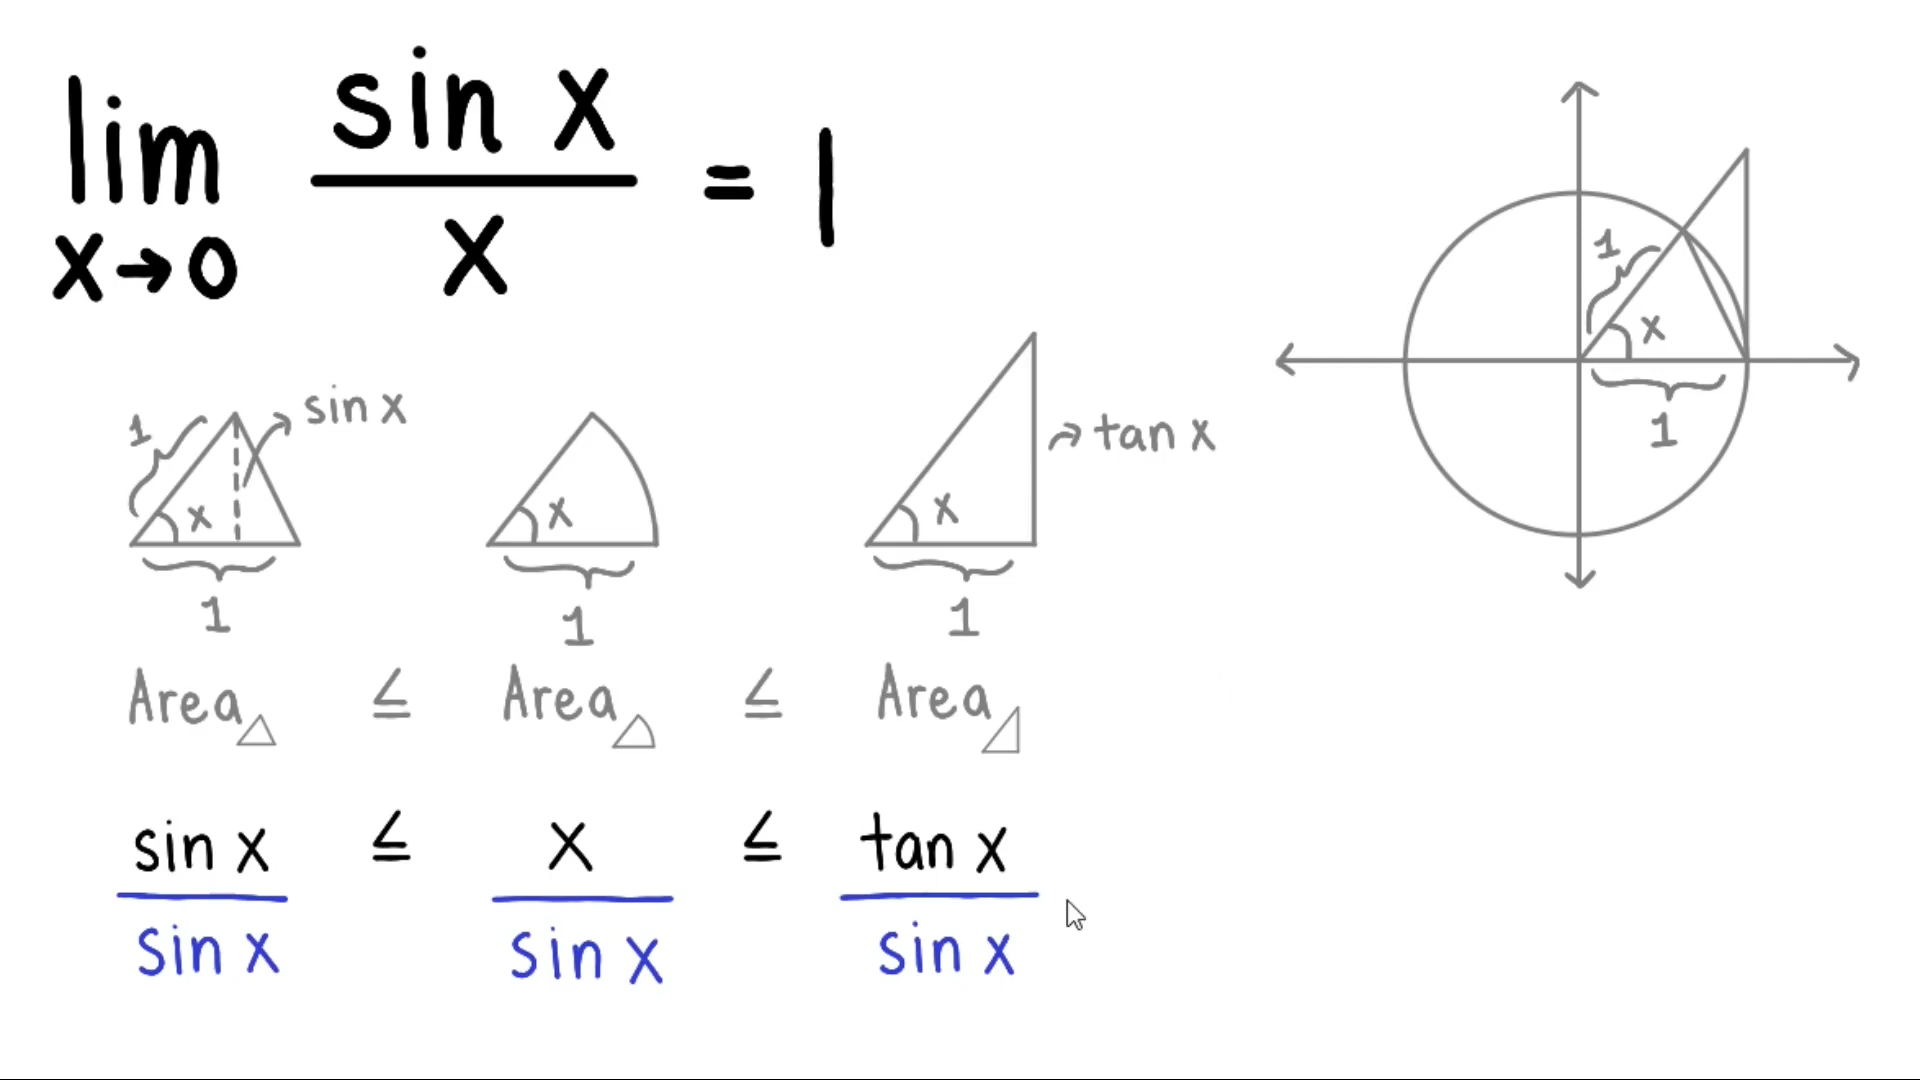 lim x→0 sin x / x = 1
1 x
1
1 sin x
x
1
x
1
x → tan x
1
Area△ ≤ Area ≤ Area
sin x ≤ x ≤ tan x
sin x sin x sin x